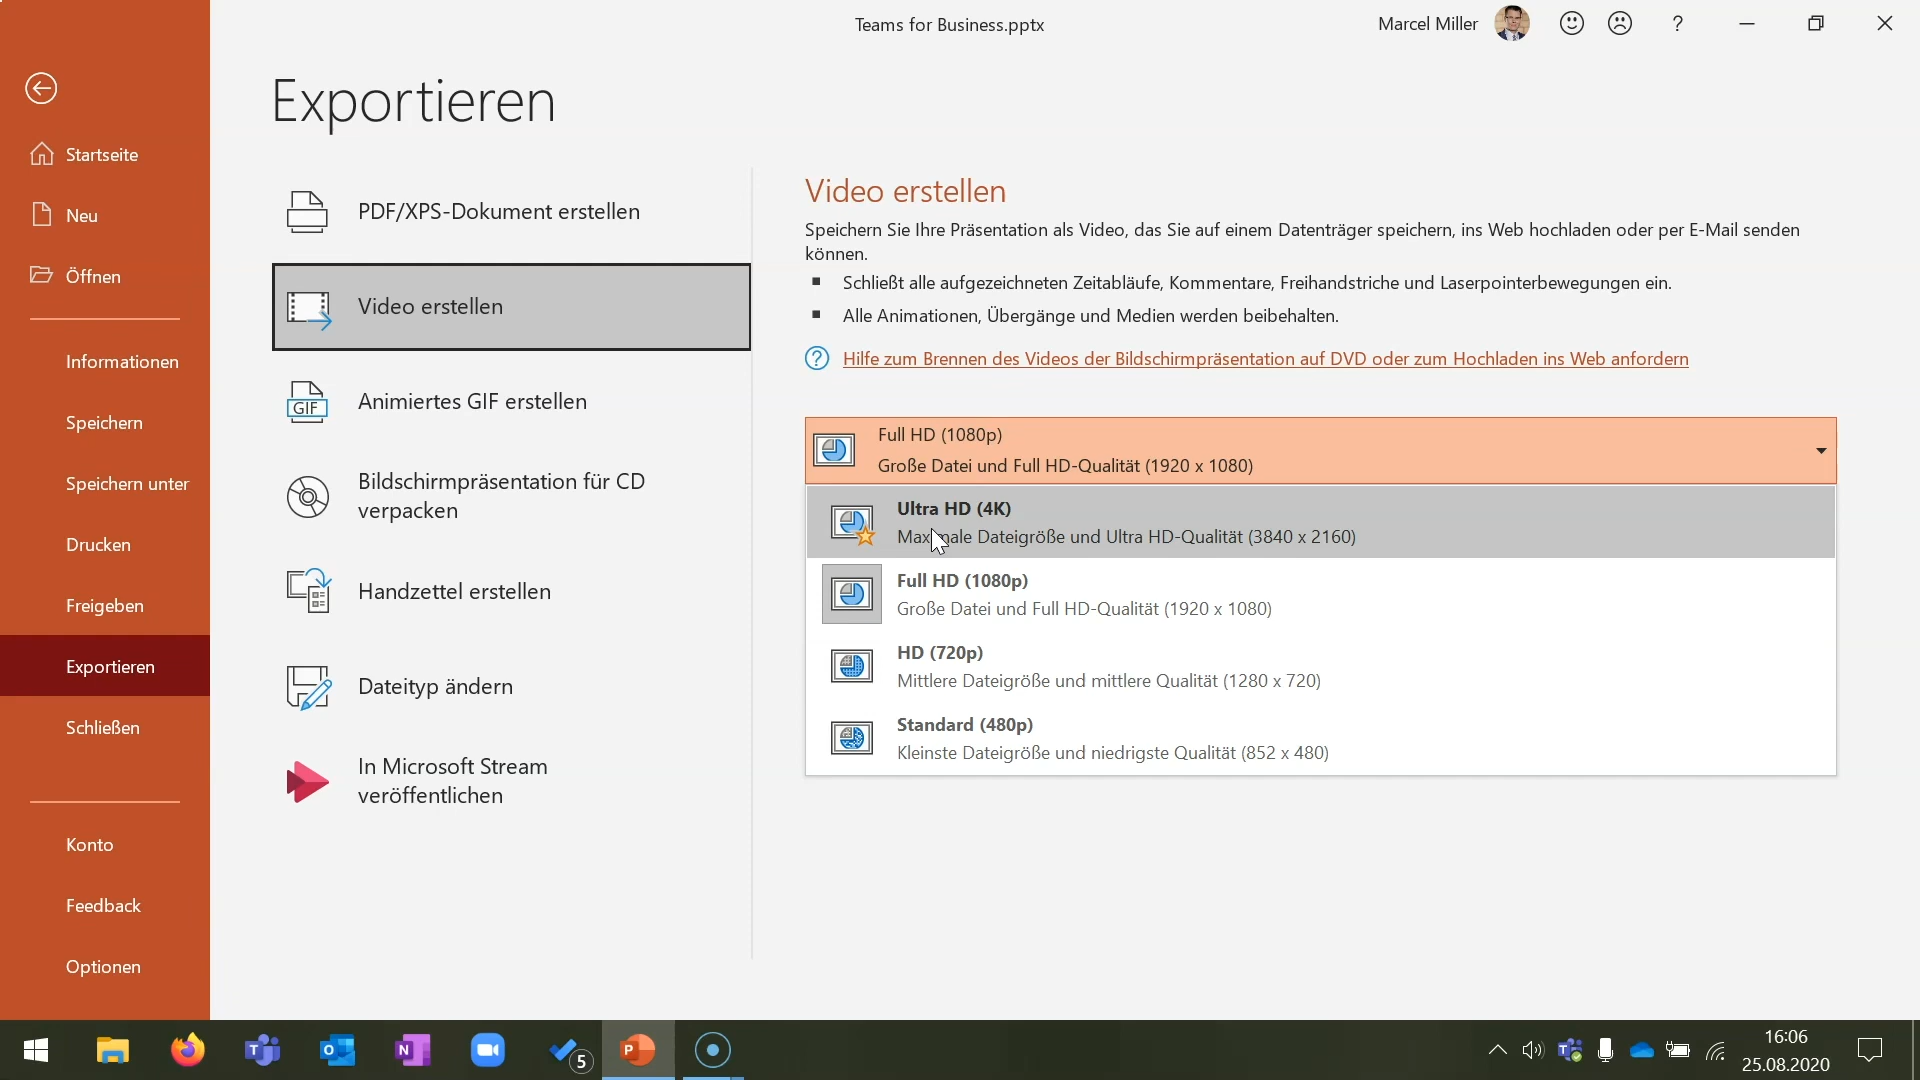 Teams for Business.pptx
Marcel Miller
?
Startseite
Neu
Öffnen
Informationen
Speichern
Speichern unter
Drucken
Freigeben
Exportieren
Schließen
Konto
Feedback
Optionen
Exportieren
PDF/XPS-Dokument erstellen
Video erstellen
GIF
Animiertes GIF erstellen
Bildschirmpräsentation für CD
verpacken
Handzettel erstellen
Dateityp ändern
In Microsoft Stream
veröffentlichen
Video erstellen
Speichern Sie Ihre Präsentation als Video, das Sie auf einem Datenträger speichern, ins Web hochladen oder per E-Mail senden
können.
Schließt alle aufgezeichneten Zeitabläufe, Kommentare, Freihandstriche und Laserpointerbewegungen ein.
Alle Animationen, Übergänge und Medien werden beibehalten.
? Hilfe zum Brennen des Videos der Bildschirmpräsentation auf DVD oder zum Hochladen ins Web anfordern
Full HD (1080p)
Große Datei und Full HD-Qualität (1920 x 1080)
Ultra HD (4K)
Maximale Dateigröße und Ultra HD-Qualität (3840 x 2160)
Full HD (1080p)
Große Datei und Full HD-Qualität (1920 x 1080)
HD (720p)
Mittlere Dateigröße und mittlere Qualität (1280 x 720)
Standard (480p)
Kleinste Dateigröße und niedrigste Qualität (852 x 480)
T
O
N
5
P
16:06
25.08.2020